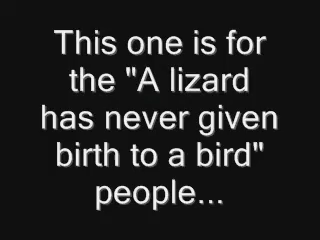 This one is for
the "A lizard
has never given
birth to a bird"
people...